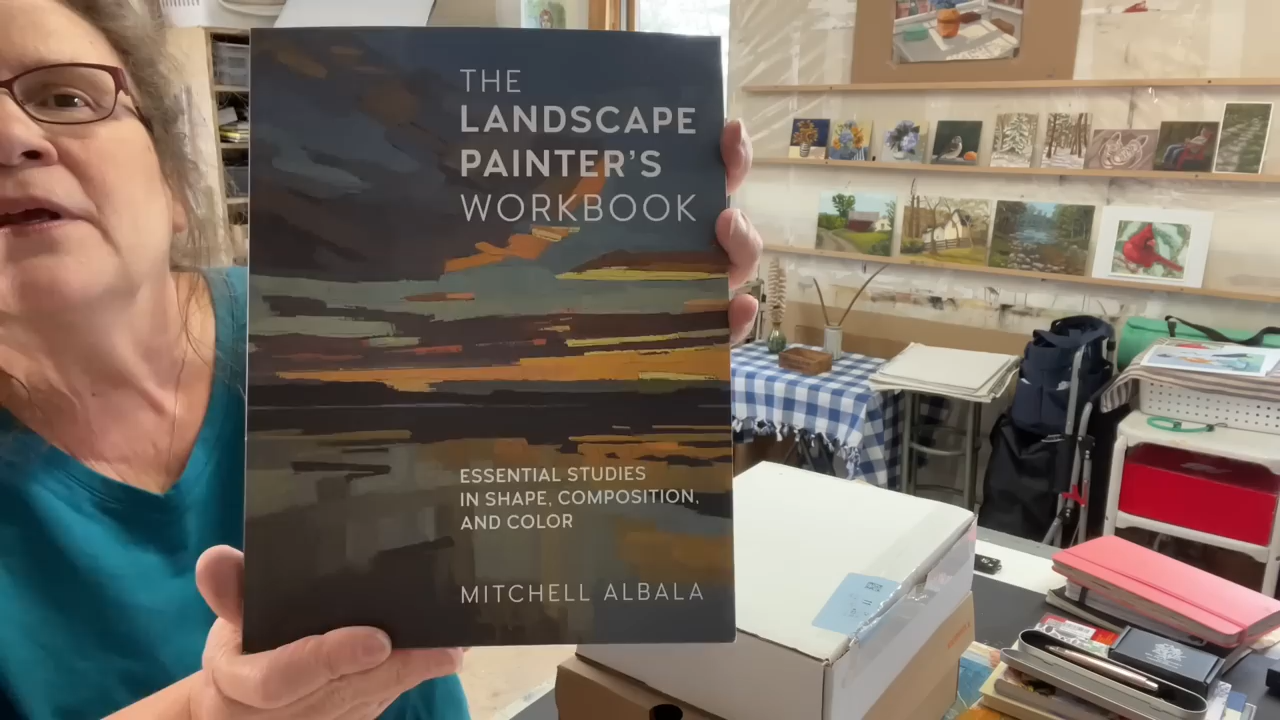 THE
LANDSCAPE
PAINTER'S
WORKBOOK
ESSENTIAL STUDIES
IN SHAPE, COMPOSITION,
AND COLOR
MITCHELL ALBALA